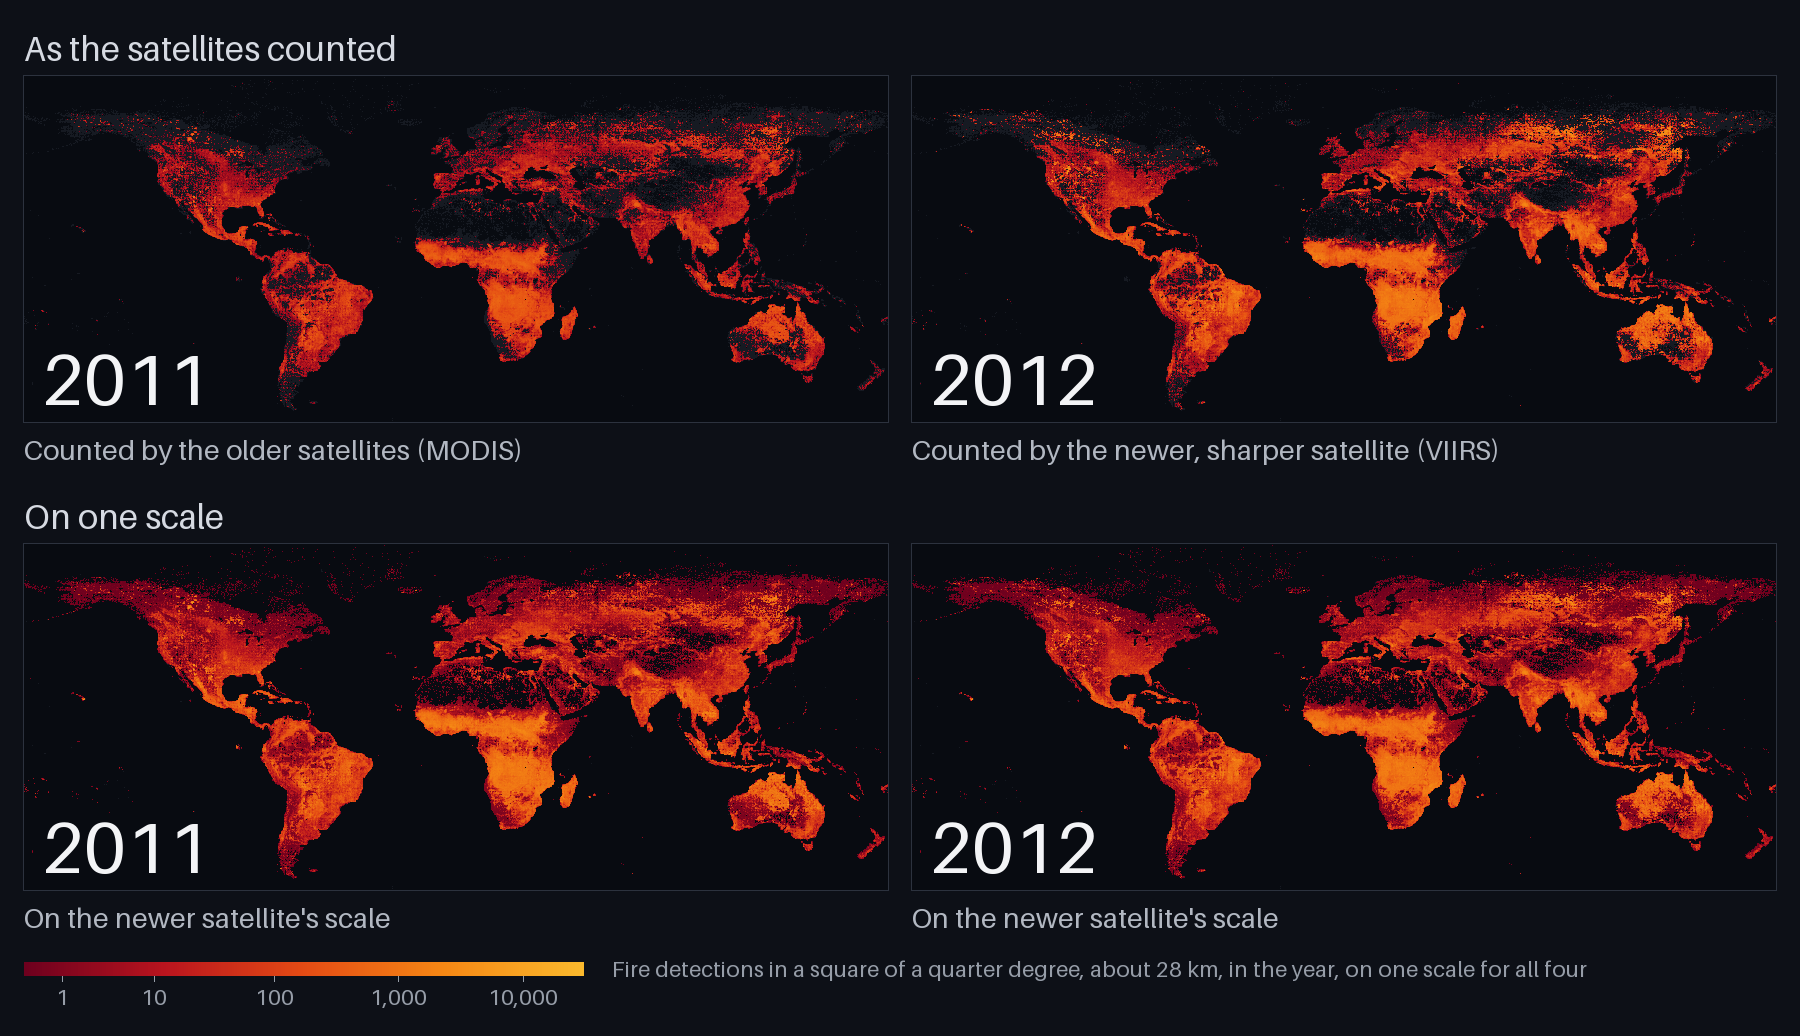 As the satellites counted
2011
2012
Counted by the older satellites (MODIS)
Counted by the newer, sharper satellite (VIIRS)
On one scale
2011
2012
On the newer satellite's scale
On the newer satellite's scale
Fire detections in a square of a quarter degree, about 28 km, in the year, on one scale for all four
1 10 100 1,000 10,000